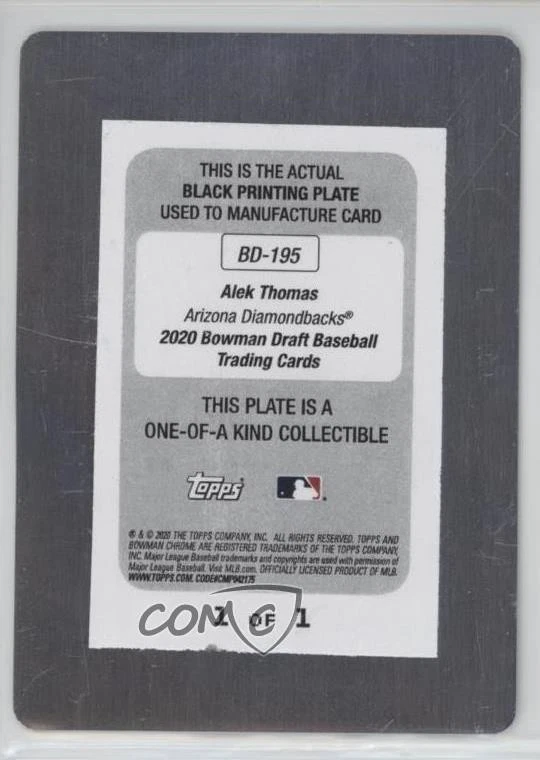 THIS IS THE ACTUAL
BLACK PRINTING PLATE
USED TO MANUFACTURE CARD
BD-195
Alek Thomas
Arizona Diamondbacks®
2020 Bowman Draft Baseball
Trading Cards
THIS PLATE IS A
ONE-OF-A KIND COLLECTIBLE
TOPPS
® & © 2020 THE TOPPS COMPANY, INC. ALL RIGHTS RESERVED. TOPPS AND
BOWMAN CHROME ARE REGISTERED TRADEMARKS OF THE TOPPS COMPANY,
INC. Major League Baseball trademarks and copyrights are used with permission of
Major League Baseball. Visit MLB.com. OFFICIALLY LICENSED PRODUCT OF MLB.
WWW.TOPPS.COM. CODE#CMP042175
COMC
1 OF 1